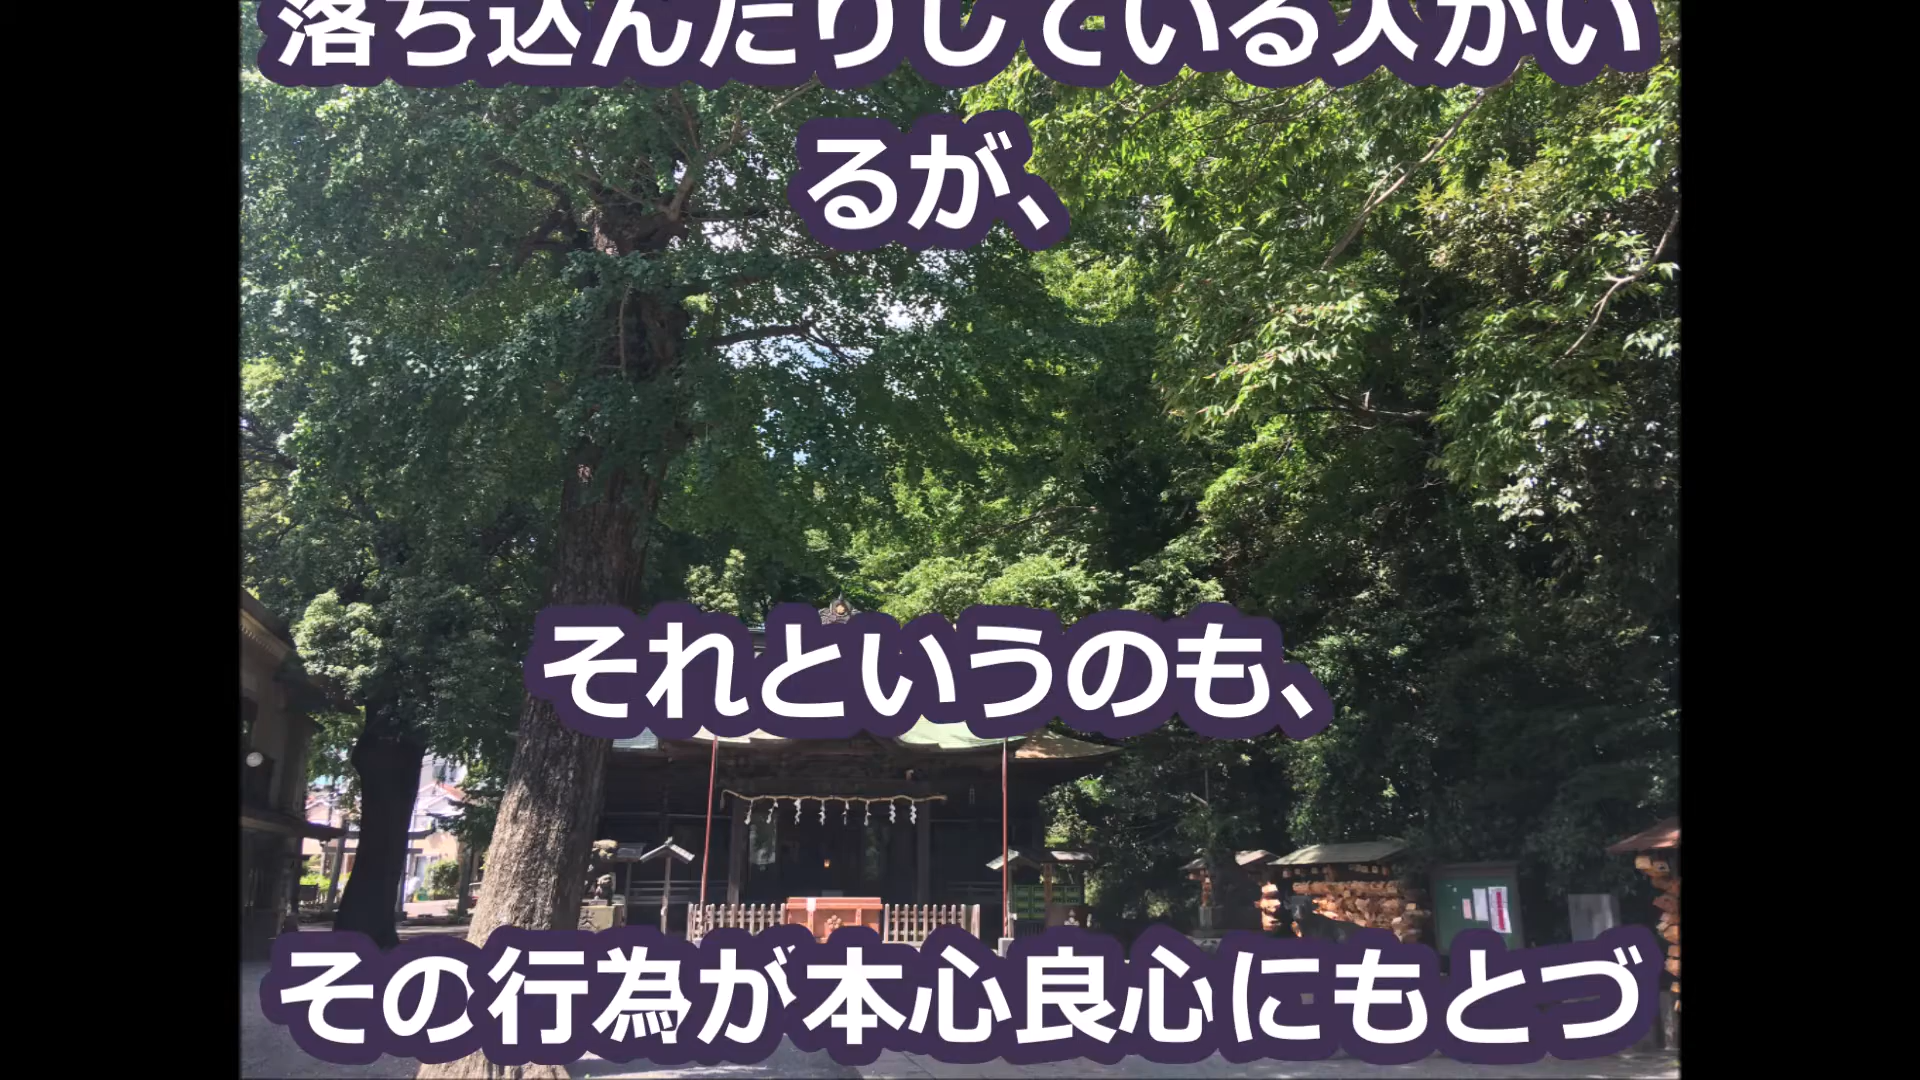 落ち込んだりしている人がい
るが、
それというのも、
その行為が本心良心にもとづ